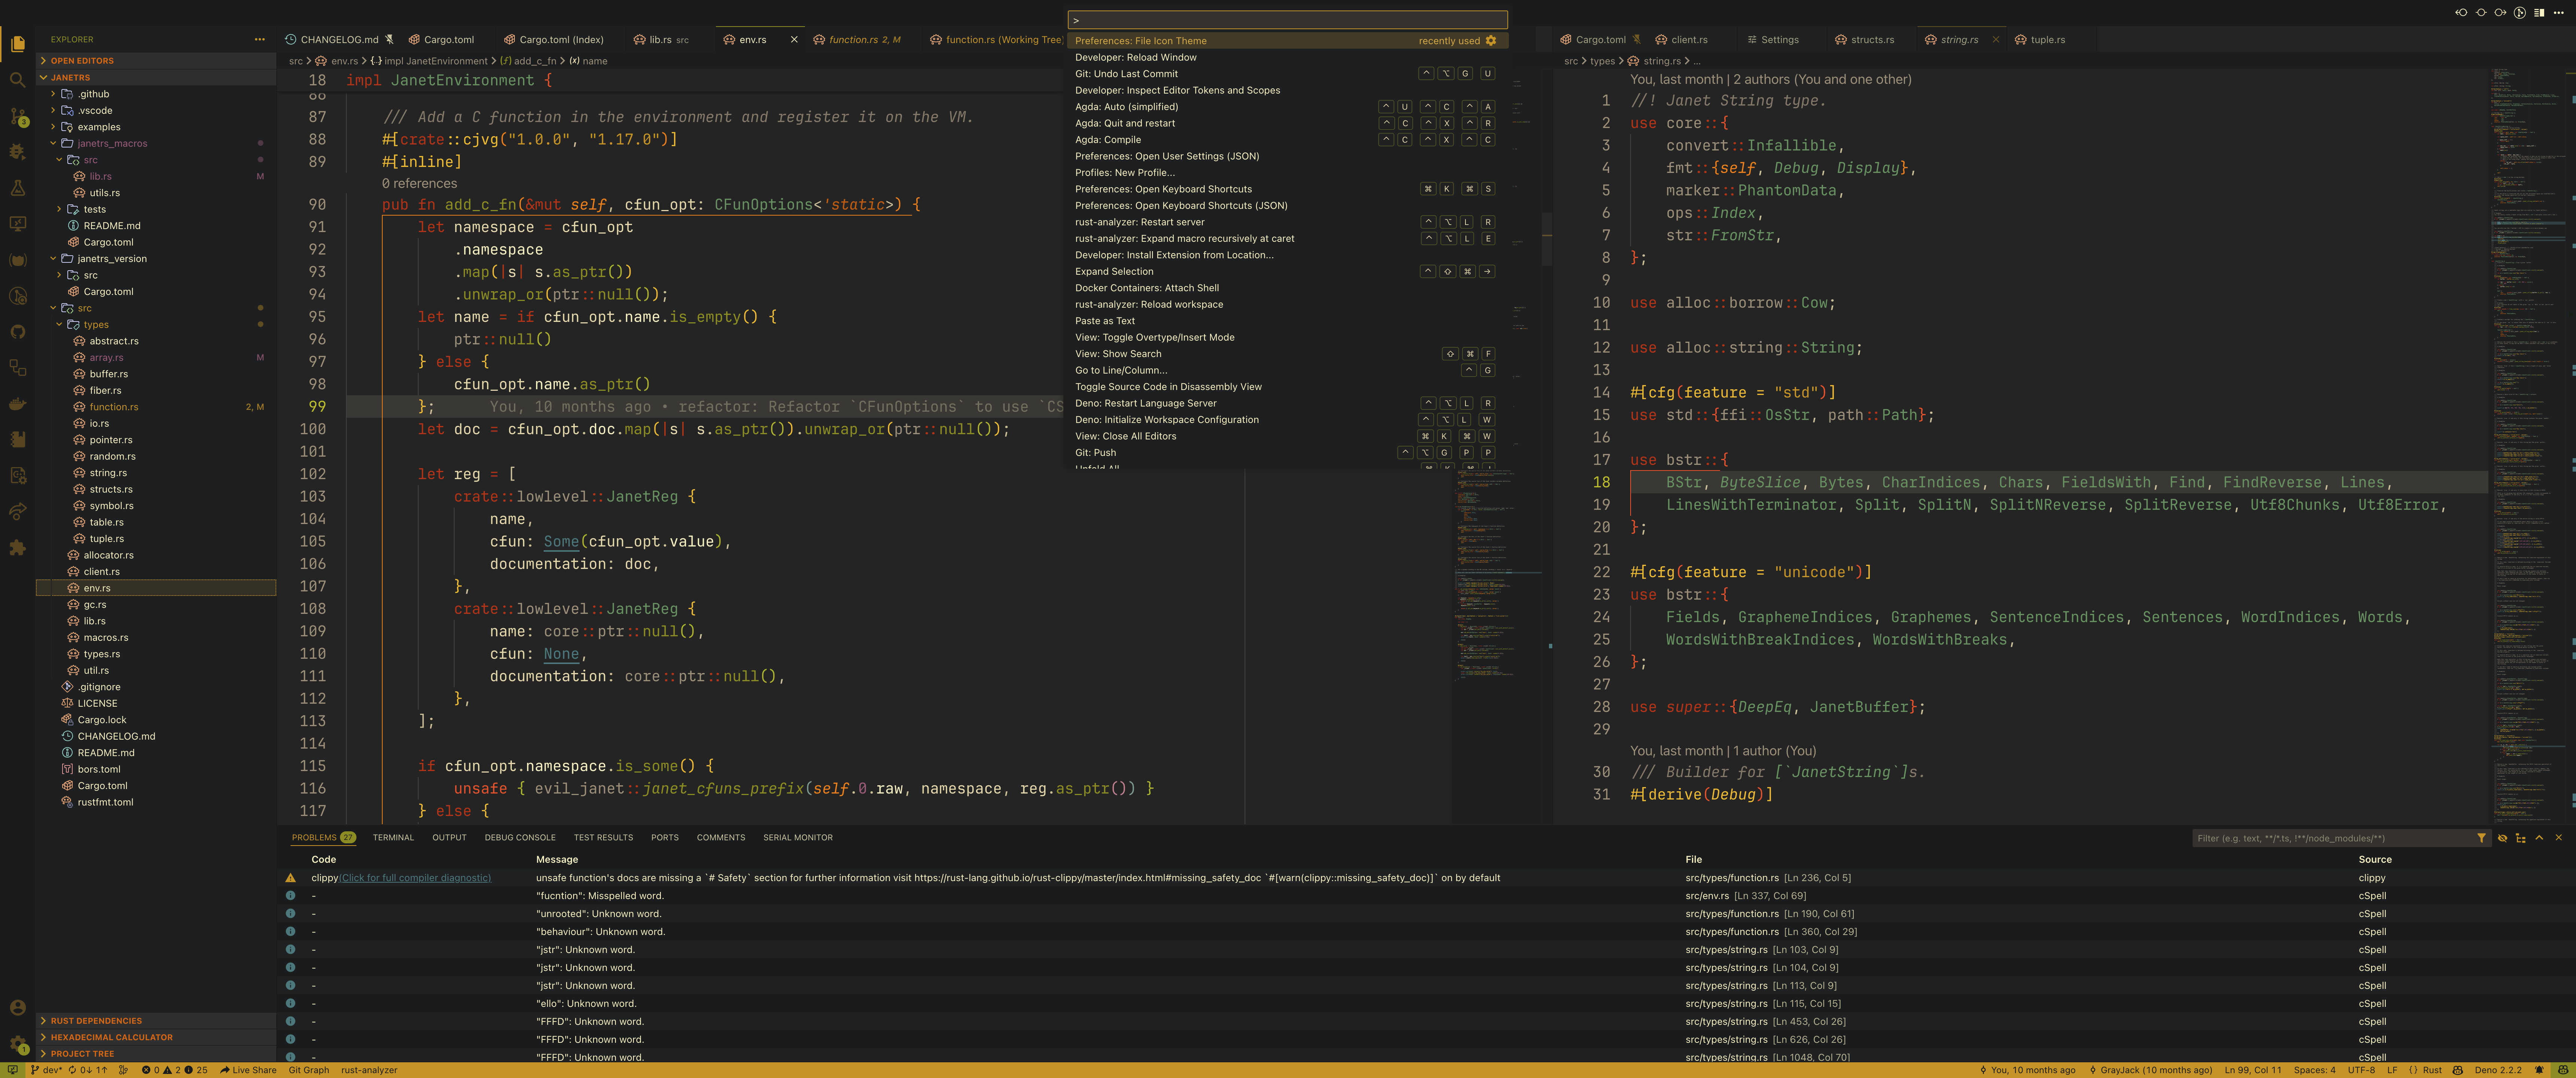 >
Preferences: File Icon Theme recently used
Developer: Reload Window
Git: Undo Last Commit ⌃ ⌥ G U
Developer: Inspect Editor Tokens and Scopes
Agda: Auto (simplified) ⌃ U ⌃ C ⌃ A
Agda: Quit and restart ⌃ C ⌃ X ⌃ R
Agda: Compile ⌃ C ⌃ X ⌃ C
Preferences: Open User Settings (JSON)
Profiles: New Profile...
Preferences: Open Keyboard Shortcuts ⌘ K ⌘ S
Preferences: Open Keyboard Shortcuts (JSON)
rust-analyzer: Restart server ⌃ ⌥ L R
rust-analyzer: Expand macro recursively at caret ⌃ ⌥ L E
Developer: Install Extension from Location...
Expand Selection ⌃ ⇧ ⌘ →
Docker Containers: Attach Shell
rust-analyzer: Reload workspace
Paste as Text
View: Toggle Overtype/Insert Mode
View: Show Search ⇧ ⌘ F
Go to Line/Column... ⌃ G
Toggle Source Code in Disassembly View
Deno: Restart Language Server ⌃ ⌥ L R
Deno: Initialize Workspace Configuration ⌃ ⌥ L W
View: Close All Editors ⌘ K ⌘ W
Git: Push ⌃ ⌥ G P P
Unfold All ⌘ K ⌘ J
EXPLORER ...
OPEN EDITORS
JANETRS
.github
.vscode
examples
janetrs_macros
src
lib.rs M
utils.rs
tests
README.md
Cargo.toml
janetrs_version
src
Cargo.toml
src
types
abstract.rs
array.rs M
buffer.rs
fiber.rs
function.rs 2, M
io.rs
pointer.rs
random.rs
string.rs
structs.rs
symbol.rs
table.rs
tuple.rs
allocator.rs
client.rs
env.rs
gc.rs
lib.rs
macros.rs
types.rs
util.rs
.gitignore
LICENSE
Cargo.lock
CHANGELOG.md
README.md
bors.toml
Cargo.toml
rustfmt.toml
RUST DEPENDENCIES
HEXADECIMAL CALCULATOR
PROJECT TREE
3
1
CHANGELOG.md Cargo.toml Cargo.toml (Index) lib.rs src env.rs function.rs 2, M function.rs (Working Tree)
src > env.rs > {} impl JanetEnvironment > (ƒ) add_c_fn > (x) name
18 impl JanetEnvironment {
86
87 /// Add a C function in the environment and register it on the VM.
88 #[crate::cjvg("1.0.0", "1.17.0")]
89 #[inline]
0 references
90 pub fn add_c_fn(&mut self, cfun_opt: CFunOptions<'static>) {
91 let namespace = cfun_opt
92 .namespace
93 .map(|s| s.as_ptr())
94 .unwrap_or(ptr::null());
95 let name = if cfun_opt.name.is_empty() {
96 ptr::null()
97 } else {
98 cfun_opt.name.as_ptr()
99 }; You, 10 months ago • refactor: Refactor `CFunOptions` to use `CS
100 let doc = cfun_opt.doc.map(|s| s.as_ptr()).unwrap_or(ptr::null());
101
102 let reg = [
103 crate::lowlevel::JanetReg {
104 name,
105 cfun: Some(cfun_opt.value),
106 documentation: doc,
107 },
108 crate::lowlevel::JanetReg {
109 name: core::ptr::null(),
110 cfun: None,
111 documentation: core::ptr::null(),
112 },
113 ];
114
115 if cfun_opt.namespace.is_some() {
116 unsafe { evil_janet::janet_cfuns_prefix(self.0.raw, namespace, reg.as_ptr()) }
117 } else {
Cargo.toml client.rs Settings structs.rs string.rs tuple.rs
src > types > string.rs > ...
You, last month | 2 authors (You and one other)
1 //! Janet String type.
2 use core::{
3 convert::Infallible,
4 fmt::{self, Debug, Display},
5 marker::PhantomData,
6 ops::Index,
7 str::FromStr,
8 };
9
10 use alloc::borrow::Cow;
11
12 use alloc::string::String;
13
14 #[cfg(feature = "std")]
15 use std::{ffi::OsStr, path::Path};
16
17 use bstr::{
18 BStr, ByteSlice, Bytes, CharIndices, Chars, FieldsWith, Find, FindReverse, Lines,
19 LinesWithTerminator, Split, SplitN, SplitNReverse, SplitReverse, Utf8Chunks, Utf8Error,
20 };
21
22 #[cfg(feature = "unicode")]
23 use bstr::{
24 Fields, GraphemeIndices, Graphemes, SentenceIndices, Sentences, WordIndices, Words,
25 WordsWithBreakIndices, WordsWithBreaks,
26 };
27
28 use super::{DeepEq, JanetBuffer};
29
You, last month | 1 author (You)
30 /// Builder for [`JanetString`]s.
31 #[derive(Debug)]
PROBLEMS 27 TERMINAL OUTPUT DEBUG CONSOLE TEST RESULTS PORTS COMMENTS SERIAL MONITOR Filter (e.g. text, **/*.ts, !**/node_modules/**)
Code Message File Source
clippy(Click for full compiler diagnostic) unsafe function's docs are missing a `# Safety` section for further information visit https://rust-lang.github.io/rust-clippy/master/index.html#missing_safety_doc `#[warn(clippy::missing_safety_doc)]` on by default src/types/function.rs [Ln 236, Col 5] clippy
- "fucntion": Misspelled word. src/env.rs [Ln 337, Col 69] cSpell
- "unrooted": Unknown word. src/types/function.rs [Ln 190, Col 61] cSpell
- "behaviour": Unknown word. src/types/function.rs [Ln 360, Col 29] cSpell
- "jstr": Unknown word. src/types/string.rs [Ln 103, Col 9] cSpell
- "jstr": Unknown word. src/types/string.rs [Ln 104, Col 9] cSpell
- "jstr": Unknown word. src/types/string.rs [Ln 113, Col 9] cSpell
- "ello": Unknown word. src/types/string.rs [Ln 115, Col 15] cSpell
- "FFFD": Unknown word. src/types/string.rs [Ln 453, Col 26] cSpell
- "FFFD": Unknown word. src/types/string.rs [Ln 626, Col 26] cSpell
- "FFFD": Unknown word. src/types/string.rs [Ln 1048, Col 70] cSpell
dev* 0↓ 1↑ 0 2 25 Live Share Git Graph rust-analyzer You, 10 months ago GrayJack (10 months ago) Ln 99, Col 11 Spaces: 4 UTF-8 LF {} Rust Deno 2.2.2